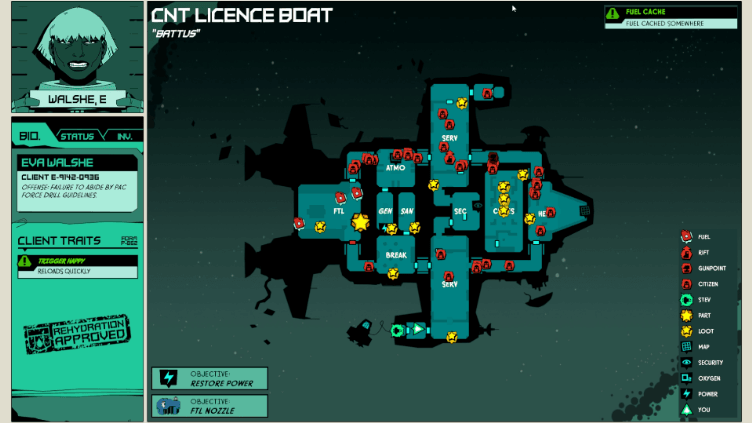 CNT LICENCE BOAT
"BATTUS"
FUEL CACHE
FUEL CACHED SOMEWHERE
WALSHE, E
BIO.
STATUS
INV.
EVA WALSHE
CLIENT E-9142-0936
OFFENSE: FAILURE TO ABIDE BY PAC
FORCE DRILL GUIDELINES.
CLIENT TRAITS
TRIGGER HAPPY
RELOADS QUICKLY
REHYDRATION
APPROVED
SERV
ATMO
FTL
GEN
SAN
SEC
BREAK
SERV
FUEL
RIFT
GUNPOINT
CITIZEN
STEV
PART
LOOT
MAP
SECURITY
OXYGEN
POWER
YOU
OBJECTIVE:
RESTORE POWER
OBJECTIVE:
FTL NOZZLE